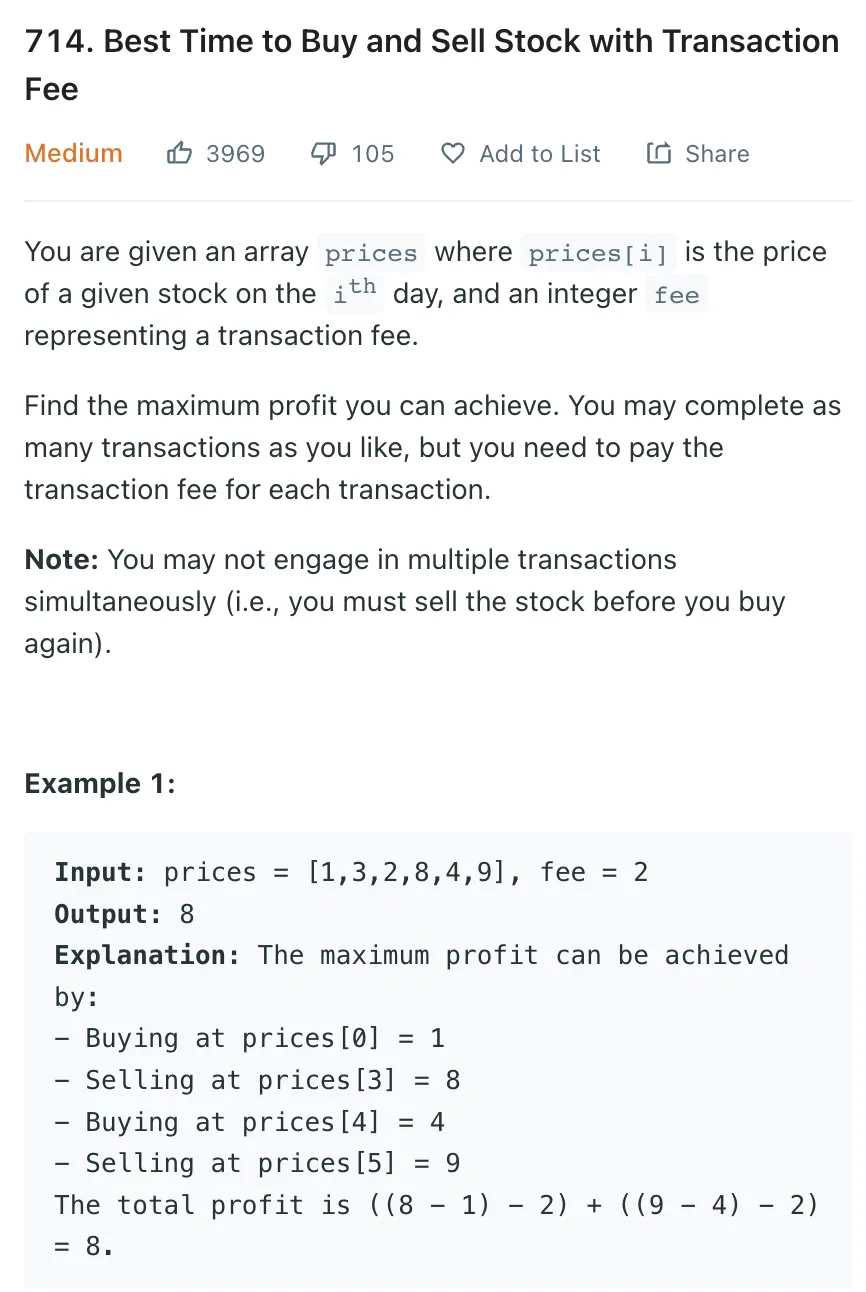 714. Best Time to Buy and Sell Stock with Transaction
Fee
Medium 3969 105 Add to List Share
You are given an array prices where prices[i] is the price
of a given stock on the ith day, and an integer fee
representing a transaction fee.
Find the maximum profit you can achieve. You may complete as
many transactions as you like, but you need to pay the
transaction fee for each transaction.
Note: You may not engage in multiple transactions
simultaneously (i.e., you must sell the stock before you buy
again).
Example 1:
Input: prices = [1,3,2,8,4,9], fee = 2
Output: 8
Explanation: The maximum profit can be achieved
by:
- Buying at prices[0] = 1
- Selling at prices[3] = 8
- Buying at prices[4] = 4
- Selling at prices[5] = 9
The total profit is ((8 - 1) - 2) + ((9 - 4) - 2)
= 8.